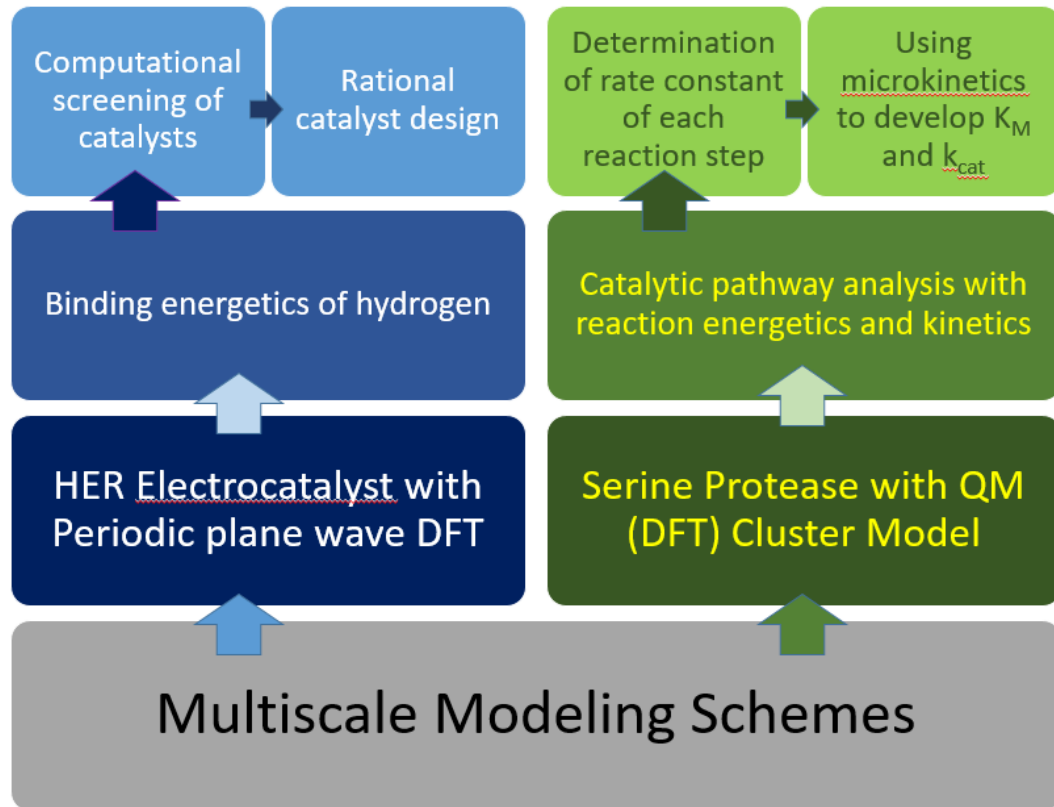 Computational
screening of
catalysts
Rational
catalyst design
Determination
of rate constant
of each
reaction step
Using
microkinetics
to develop K_M
and k_cat
Binding energetics of hydrogen
Catalytic pathway analysis with
reaction energetics and kinetics
HER Electrocatalyst with
Periodic plane wave DFT
Serine Protease with QM
(DFT) Cluster Model
Multiscale Modeling Schemes